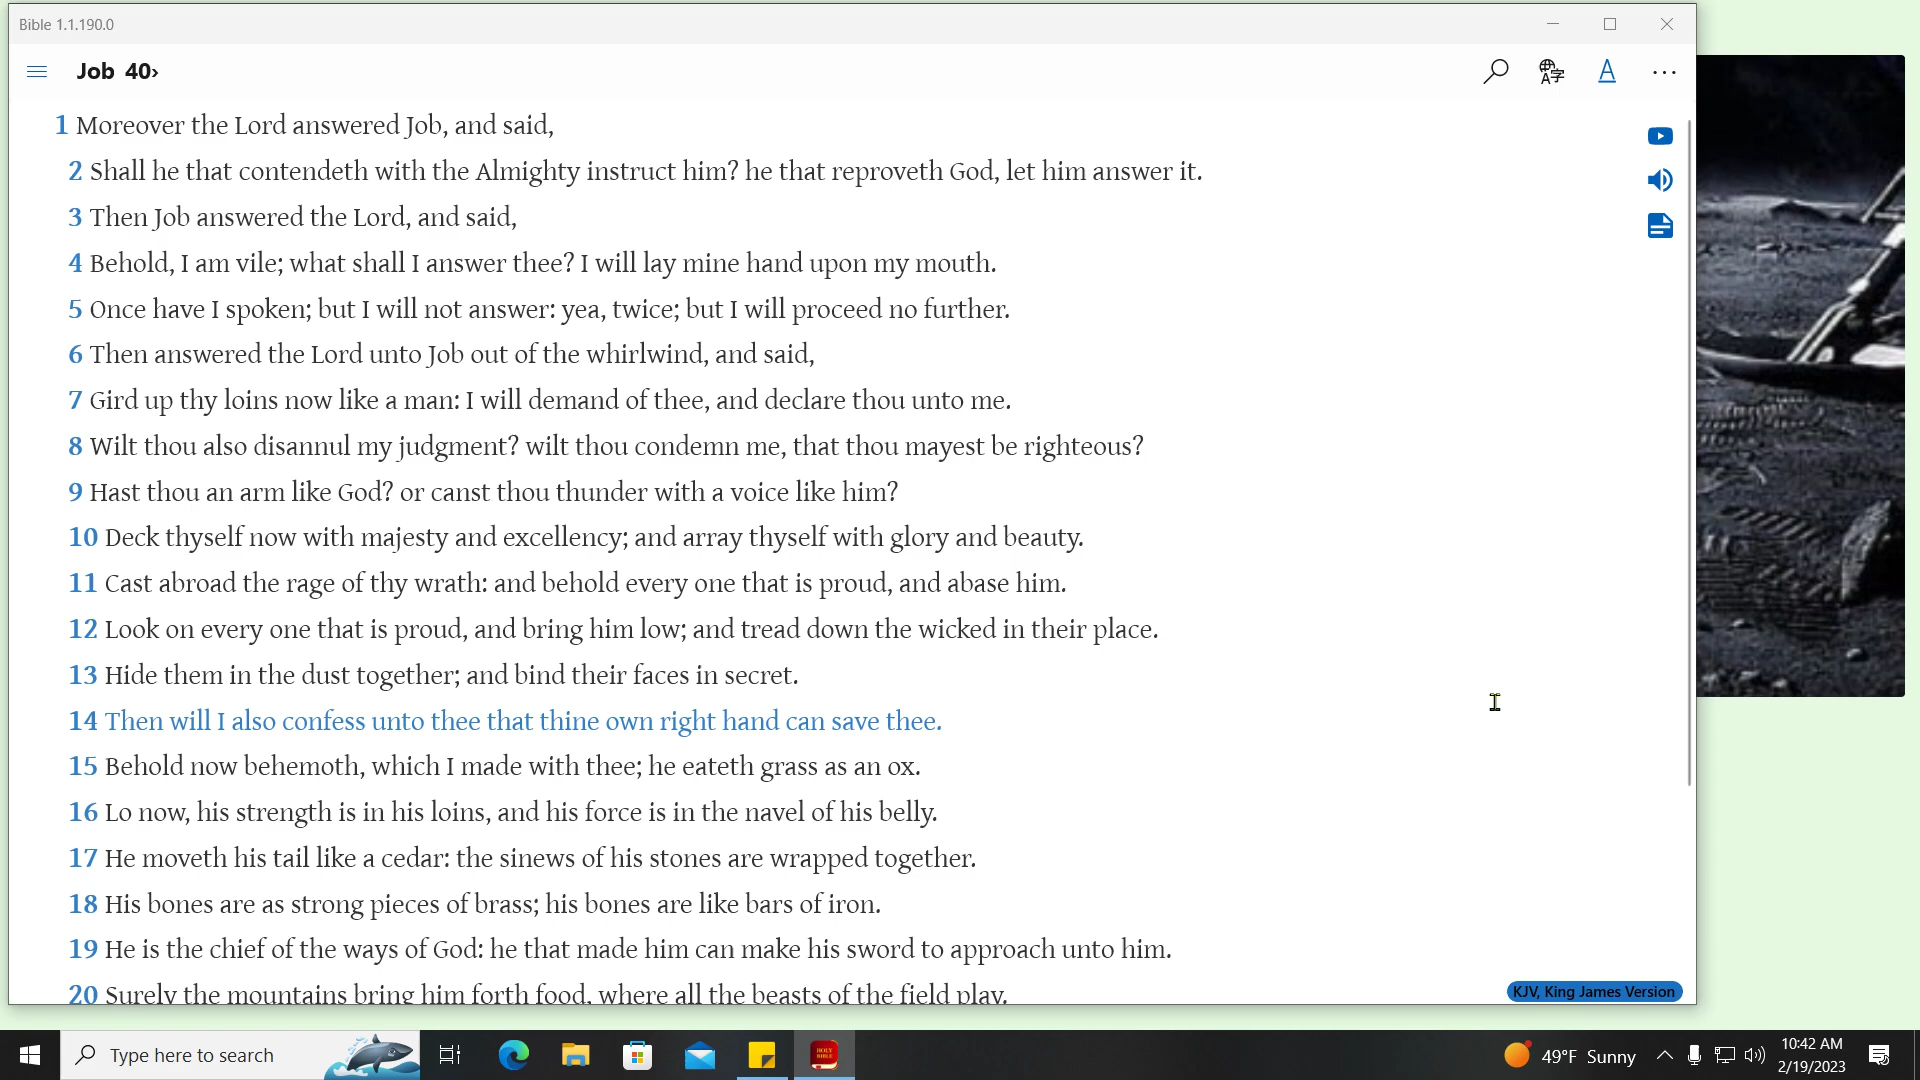 Bible 1.1.190.0
Job 40›
1 Moreover the Lord answered Job, and said,
2 Shall he that contendeth with the Almighty instruct him? he that reproveth God, let him answer it.
3 Then Job answered the Lord, and said,
4 Behold, I am vile; what shall I answer thee? I will lay mine hand upon my mouth.
5 Once have I spoken; but I will not answer: yea, twice; but I will proceed no further.
6 Then answered the Lord unto Job out of the whirlwind, and said,
7 Gird up thy loins now like a man: I will demand of thee, and declare thou unto me.
8 Wilt thou also disannul my judgment? wilt thou condemn me, that thou mayest be righteous?
9 Hast thou an arm like God? or canst thou thunder with a voice like him?
10 Deck thyself now with majesty and excellency; and array thyself with glory and beauty.
11 Cast abroad the rage of thy wrath: and behold every one that is proud, and abase him.
12 Look on every one that is proud, and bring him low; and tread down the wicked in their place.
13 Hide them in the dust together; and bind their faces in secret.
14 Then will I also confess unto thee that thine own right hand can save thee.
15 Behold now behemoth, which I made with thee; he eateth grass as an ox.
16 Lo now, his strength is in his loins, and his force is in the navel of his belly.
17 He moveth his tail like a cedar: the sinews of his stones are wrapped together.
18 His bones are as strong pieces of brass; his bones are like bars of iron.
19 He is the chief of the ways of God: he that made him can make his sword to approach unto him.
20 Surely the mountains bring him forth food, where all the beasts of the field play.
KJV, King James Version
Type here to search
HOLY BIBLE
49°F Sunny
10:42 AM
2/19/2023